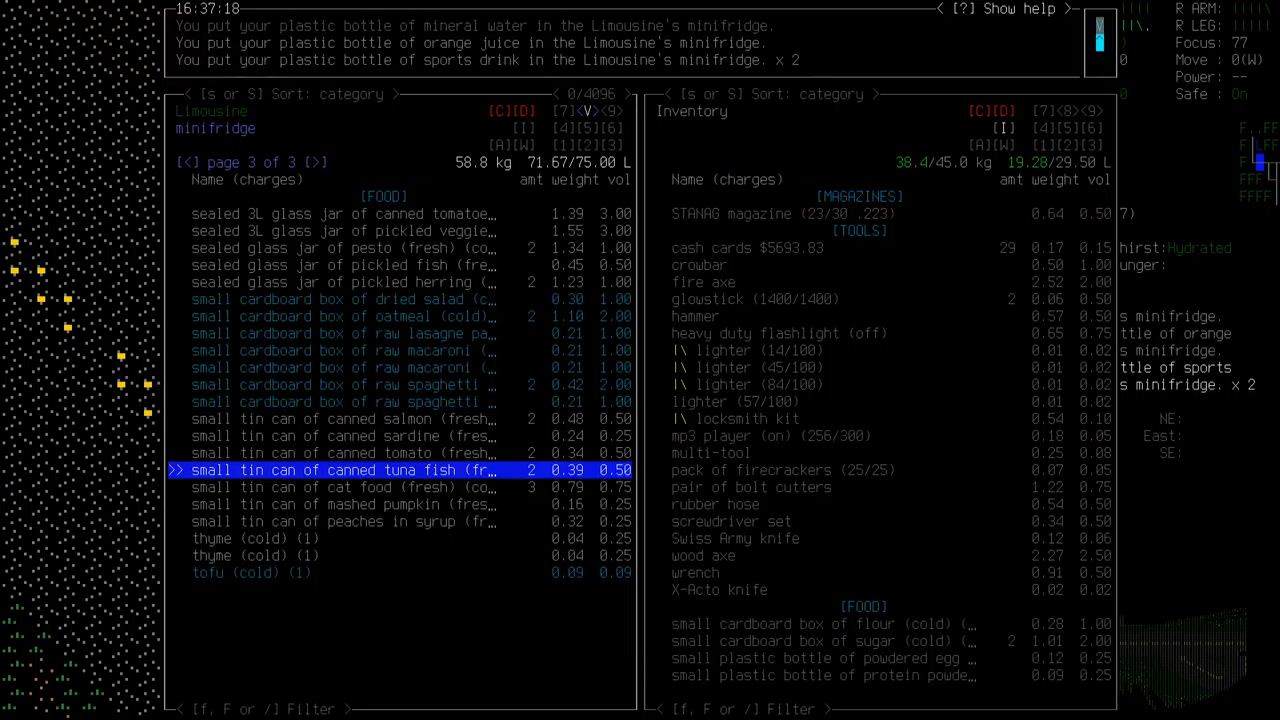 16:37:18
< [?] Show help >
You put your plastic bottle of mineral water in the Limousine's minifridge.
You put your plastic bottle of orange juice in the Limousine's minifridge.
You put your plastic bottle of sports drink in the Limousine's minifridge. x 2
R ARM:
R LEG:
Focus: 77
Move : 0(W)
Power: --
Safe : On
< [s or S] Sort: category >
< 0/4096 >
Limousine [C][D] [7]<V><9>
minifridge [I] [4][5][6]
[A][W] [1][2][3]
[<] page 3 of 3 [>] 58.8 kg 71.67/75.00 L
Name (charges) amt weight vol
[FOOD]
sealed 3L glass jar of canned tomatoe… 1.39 3.00
sealed 3L glass jar of pickled veggie… 1.55 3.00
sealed glass jar of pesto (fresh) (co… 2 1.34 1.00
sealed glass jar of pickled fish (fre… 0.45 0.50
sealed glass jar of pickled herring (… 2 1.23 1.00
small cardboard box of dried salad (c… 0.30 1.00
small cardboard box of oatmeal (cold)… 2 1.10 2.00
small cardboard box of raw lasagne pa… 0.21 1.00
small cardboard box of raw macaroni (… 0.21 1.00
small cardboard box of raw macaroni (… 0.21 1.00
small cardboard box of raw spaghetti … 2 0.42 2.00
small cardboard box of raw spaghetti … 0.21 1.00
small tin can of canned salmon (fresh… 2 0.48 0.50
small tin can of canned sardine (fres… 0.24 0.25
small tin can of canned tomato (fresh… 2 0.34 0.50
>> small tin can of canned tuna fish (fr… 2 0.39 0.50
small tin can of cat food (fresh) (co… 3 0.79 0.75
small tin can of mashed pumpkin (fres… 0.16 0.25
small tin can of peaches in syrup (fr… 0.32 0.25
thyme (cold) (1) 0.04 0.25
thyme (cold) (1) 0.04 0.25
tofu (cold) (1) 0.09 0.09
< [f, F or /] Filter >
< [s or S] Sort: category >
Inventory [C][D] [7]<8><9>
[I] [4][5][6]
[A][W] [1][2][3]
38.4/45.0 kg 19.28/29.50 L
Name (charges) amt weight vol
[MAGAZINES]
STANAG magazine (23/30 .223) 0.64 0.50
[TOOLS]
cash cards $5693.83 29 0.17 0.15
crowbar 0.50 1.00
fire axe 2.52 2.00
glowstick (1400/1400) 2 0.06 0.50
hammer 0.57 0.50
heavy duty flashlight (off) 0.65 0.75
|\ lighter (14/100) 0.01 0.02
|\ lighter (45/100) 0.01 0.02
|\ lighter (84/100) 0.01 0.02
lighter (57/100) 0.01 0.02
|\ locksmith kit 0.54 0.10
mp3 player (on) (256/300) 0.18 0.05
multi-tool 0.25 0.08
pack of firecrackers (25/25) 0.07 0.05
pair of bolt cutters 1.22 0.75
rubber hose 0.54 0.50
screwdriver set 0.34 0.50
Swiss Army knife 0.12 0.06
wood axe 2.27 2.50
wrench 0.91 0.50
X-Acto knife 0.02 0.02
[FOOD]
small cardboard box of flour (cold) (… 0.28 1.00
small cardboard box of sugar (cold) (… 2 1.01 2.00
small plastic bottle of powdered egg … 0.12 0.25
small plastic bottle of protein powde… 0.09 0.25
< [f, F or /] Filter >
F..FF
F LFF
F
FFF
FFFF
7)
hirst:Hydrated
unger:
s minifridge.
ttle of orange
s minifridge.
ttle of sports
s minifridge. x 2
NE:
East:
SE: